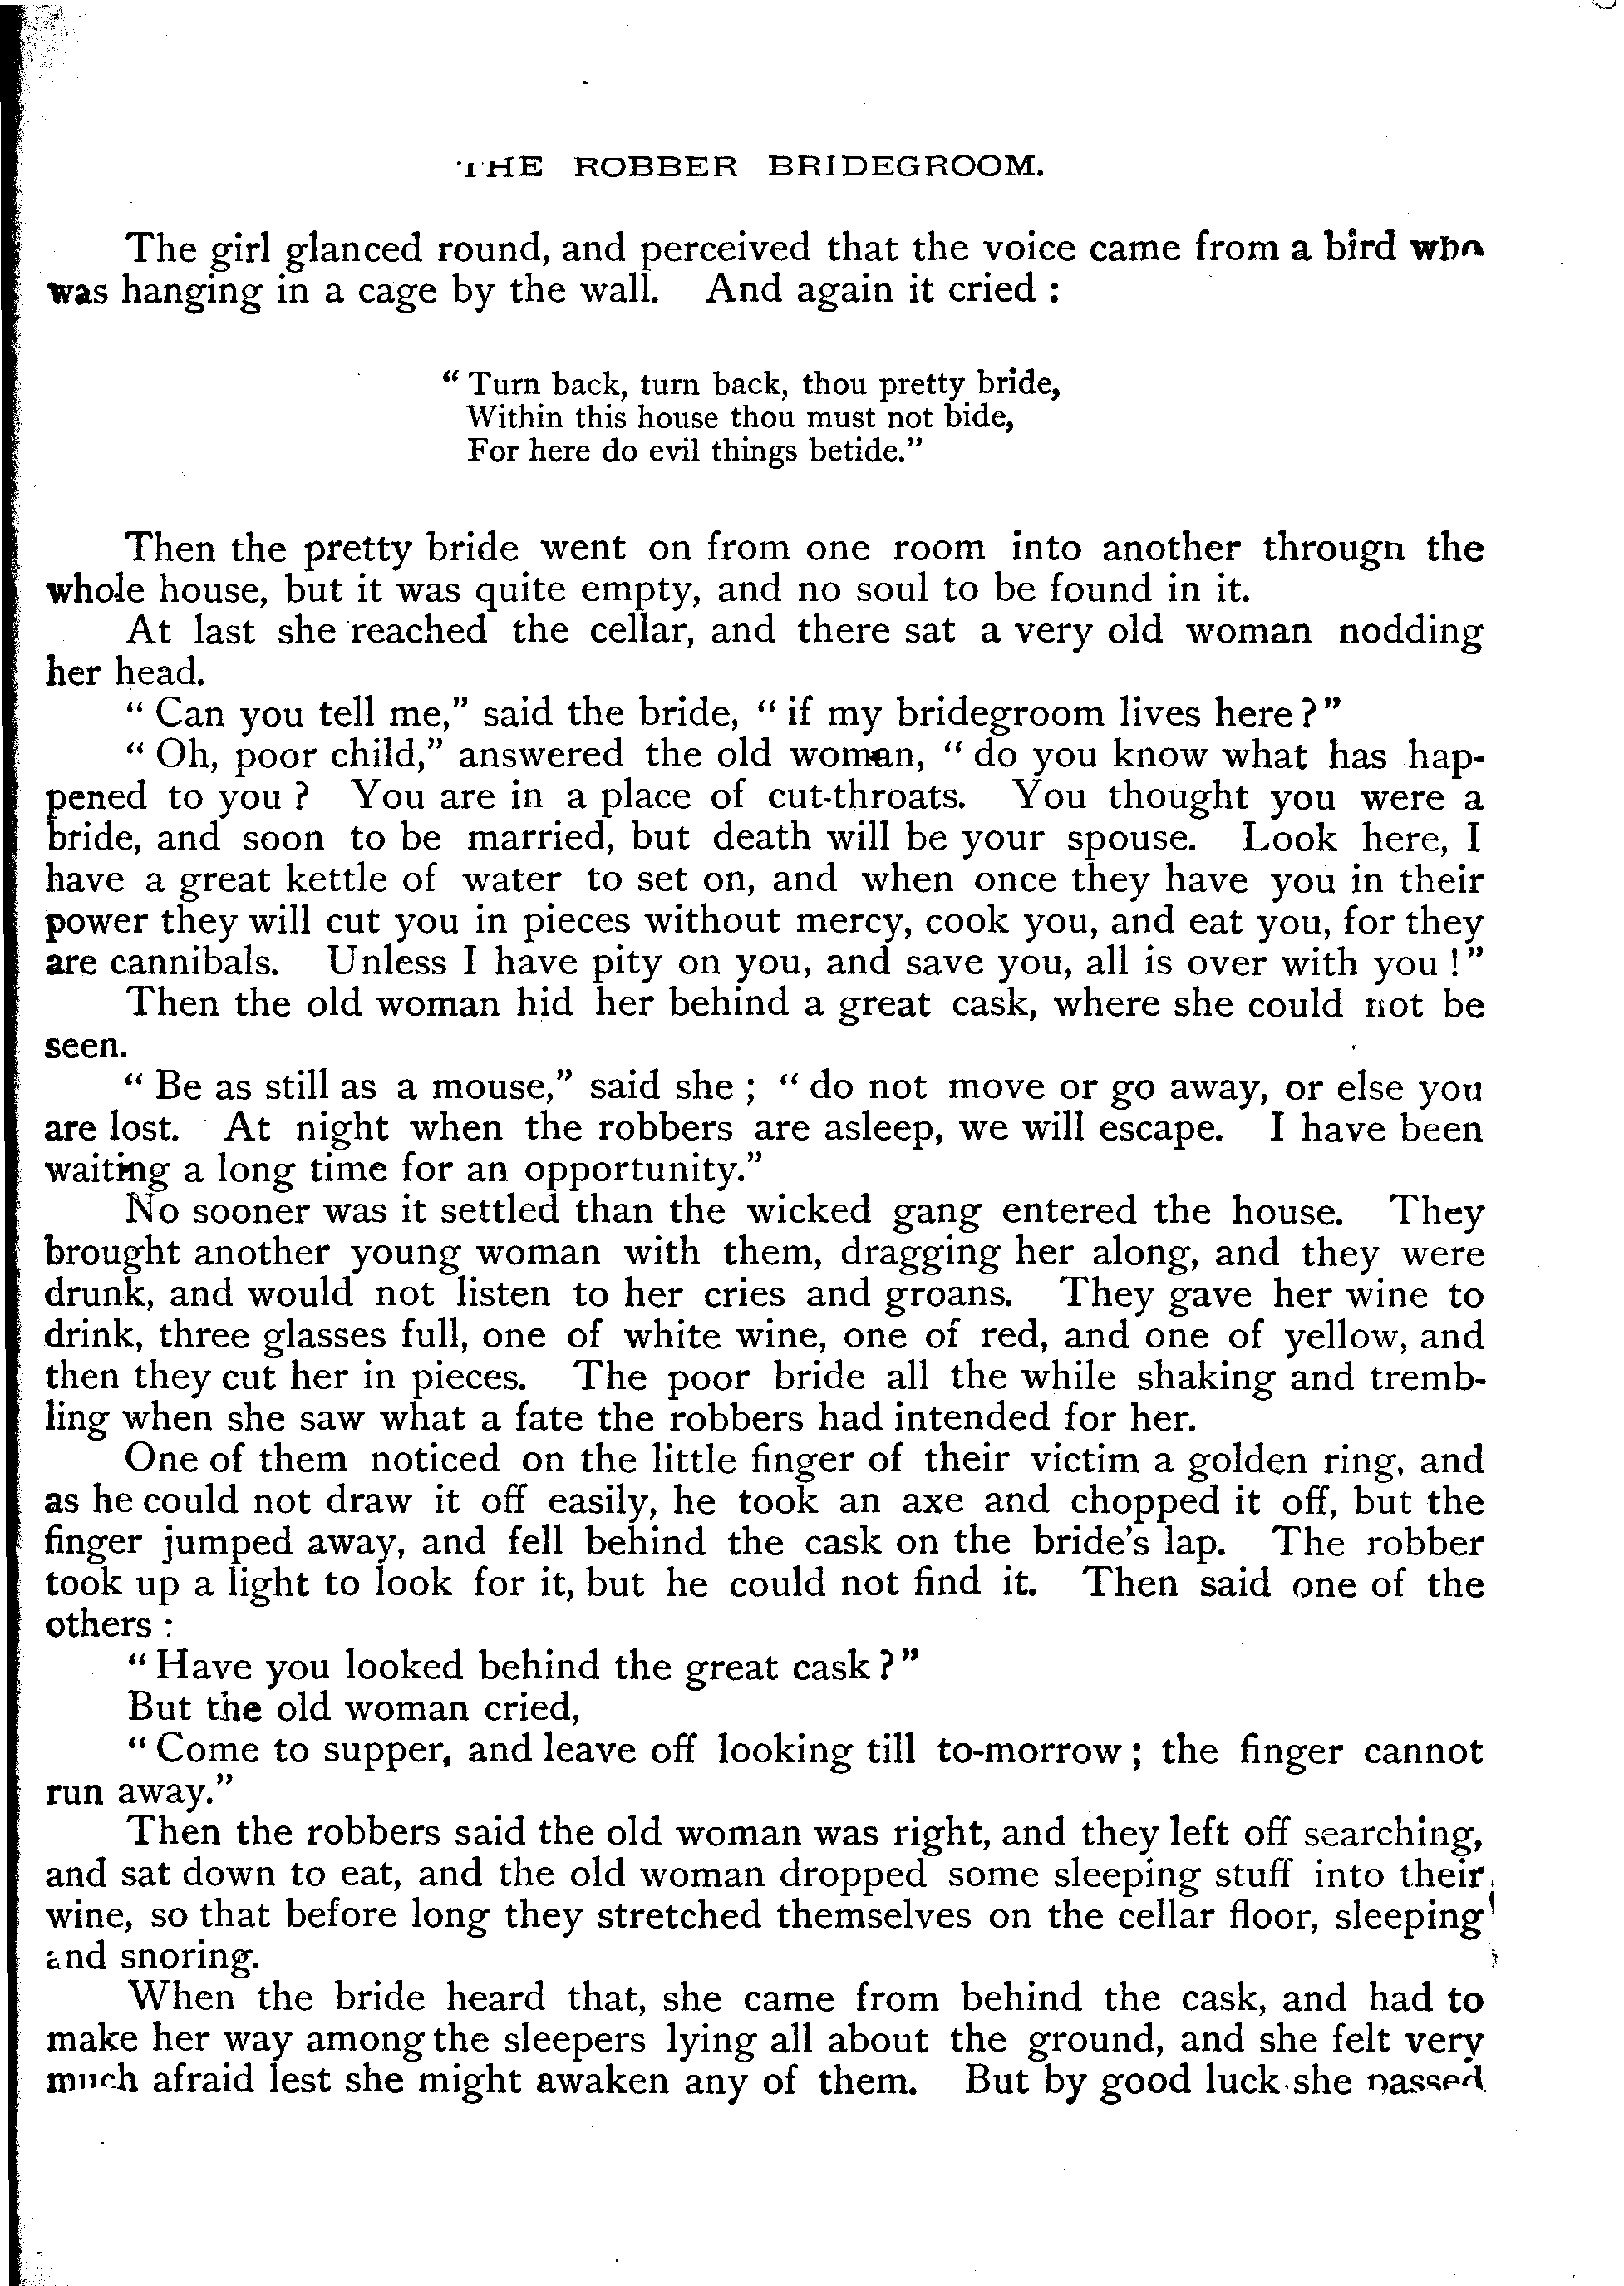 THE ROBBER BRIDEGROOM.
The girl glanced round, and perceived that the voice came from a bird who
was hanging in a cage by the wall. And again it cried :
“ Turn back, turn back, thou pretty bride,
Within this house thou must not bide,
For here do evil things betide.”
Then the pretty bride went on from one room into another through the
whole house, but it was quite empty, and no soul to be found in it.
At last she reached the cellar, and there sat a very old woman nodding
her head.
“ Can you tell me,” said the bride, “ if my bridegroom lives here ?”
“ Oh, poor child,” answered the old woman, “ do you know what has hap-
pened to you ? You are in a place of cut-throats. You thought you were a
bride, and soon to be married, but death will be your spouse. Look here, I
have a great kettle of water to set on, and when once they have you in their
power they will cut you in pieces without mercy, cook you, and eat you, for they
are cannibals. Unless I have pity on you, and save you, all is over with you !”
Then the old woman hid her behind a great cask, where she could not be
seen.
“ Be as still as a mouse,” said she ; “ do not move or go away, or else you
are lost. At night when the robbers are asleep, we will escape. I have been
waiting a long time for an opportunity.”
No sooner was it settled than the wicked gang entered the house. They
brought another young woman with them, dragging her along, and they were
drunk, and would not listen to her cries and groans. They gave her wine to
drink, three glasses full, one of white wine, one of red, and one of yellow, and
then they cut her in pieces. The poor bride all the while shaking and tremb-
ling when she saw what a fate the robbers had intended for her.
One of them noticed on the little finger of their victim a golden ring, and
as he could not draw it off easily, he took an axe and chopped it off, but the
finger jumped away, and fell behind the cask on the bride’s lap. The robber
took up a light to look for it, but he could not find it. Then said one of the
others :
“ Have you looked behind the great cask ?”
But the old woman cried,
“ Come to supper, and leave off looking till to-morrow ; the finger cannot
run away.”
Then the robbers said the old woman was right, and they left off searching,
and sat down to eat, and the old woman dropped some sleeping stuff into their
wine, so that before long they stretched themselves on the cellar floor, sleeping
and snoring.
When the bride heard that, she came from behind the cask, and had to
make her way among the sleepers lying all about the ground, and she felt very
much afraid lest she might awaken any of them. But by good luck she passed